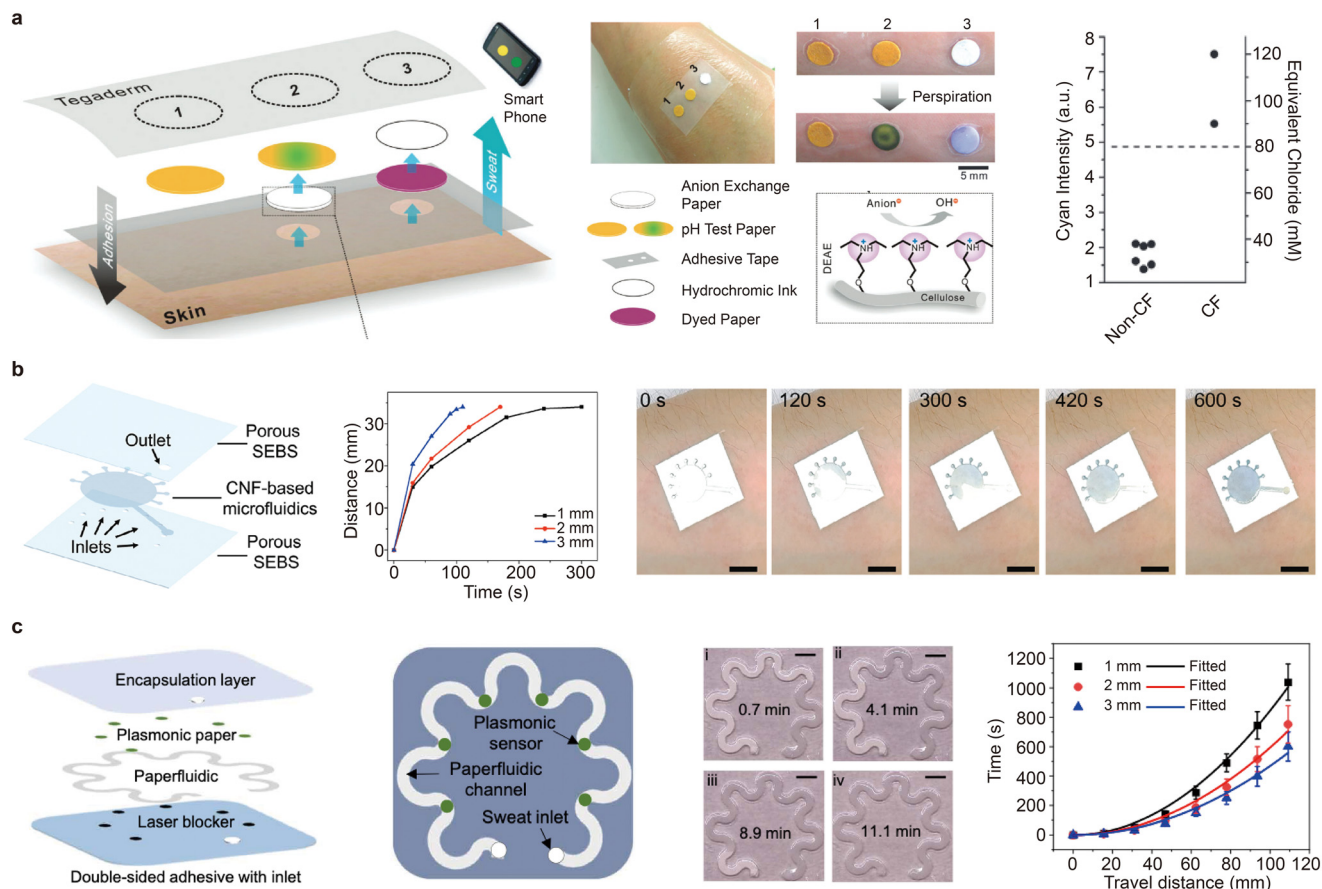 a
Tegaderm
1
2
3
Smart
Phone
Adhesion
Sweat
Skin
1 2 3
Anion Exchange
Paper
pH Test Paper
Adhesive Tape
Hydrochromic Ink
Dyed Paper
1 2 3
Perspiration
5 mm
Anion⊖ OH⊖
DEAE
+ + +
NH NH NH
O O O
Cellulose
Cyan Intensity (a.u.)
8
7
6
5
4
3
2
1
120
100
80
60
40
Equivalent Chloride (mM)
Non-CF CF
b
Outlet
Inlets
Porous
SEBS
CNF-based
microfluidics
Porous
SEBS
Distance (mm)
30
20
10
0
1 mm
2 mm
3 mm
0 100 200 300
Time (s)
0 s 120 s 300 s 420 s 600 s
c
Encapsulation layer
Plasmonic paper
Paperfluidic
Laser blocker
Double-sided adhesive with inlet
Plasmonic
sensor
Paperfluidic
channel
Sweat inlet
i
0.7 min
ii
4.1 min
iii
8.9 min
iv
11.1 min
Time (s)
1200
1000
800
600
400
200
0
1 mm Fitted
2 mm Fitted
3 mm Fitted
0 20 40 60 80 100 120
Travel distance (mm)